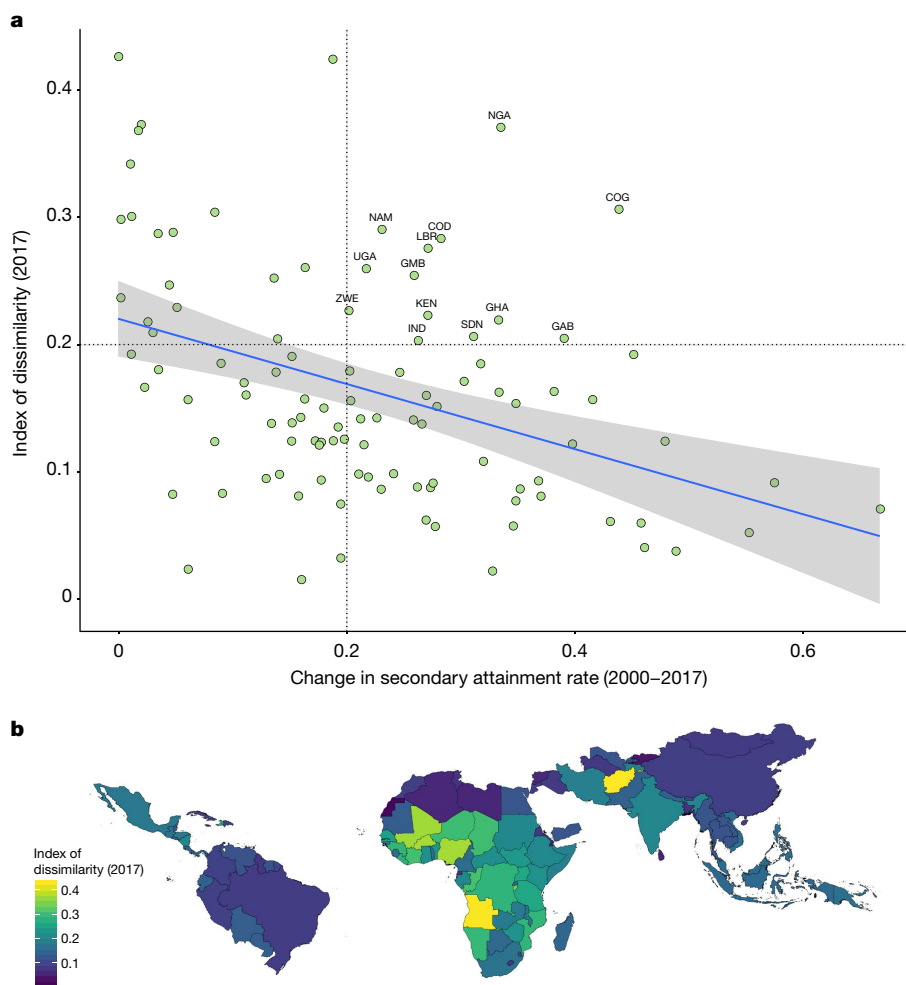 a
0.4
0.3
0.2
0.1
0
Index of dissimilarity (2017)
NGA
COG
NAM
COD
LBR
UGA
GMB
ZWE
KEN
GHA
IND
SDN
GAB
0
0.2
0.4
0.6
Change in secondary attainment rate (2000–2017)
b
Index of
dissimilarity (2017)
0.4
0.3
0.2
0.1